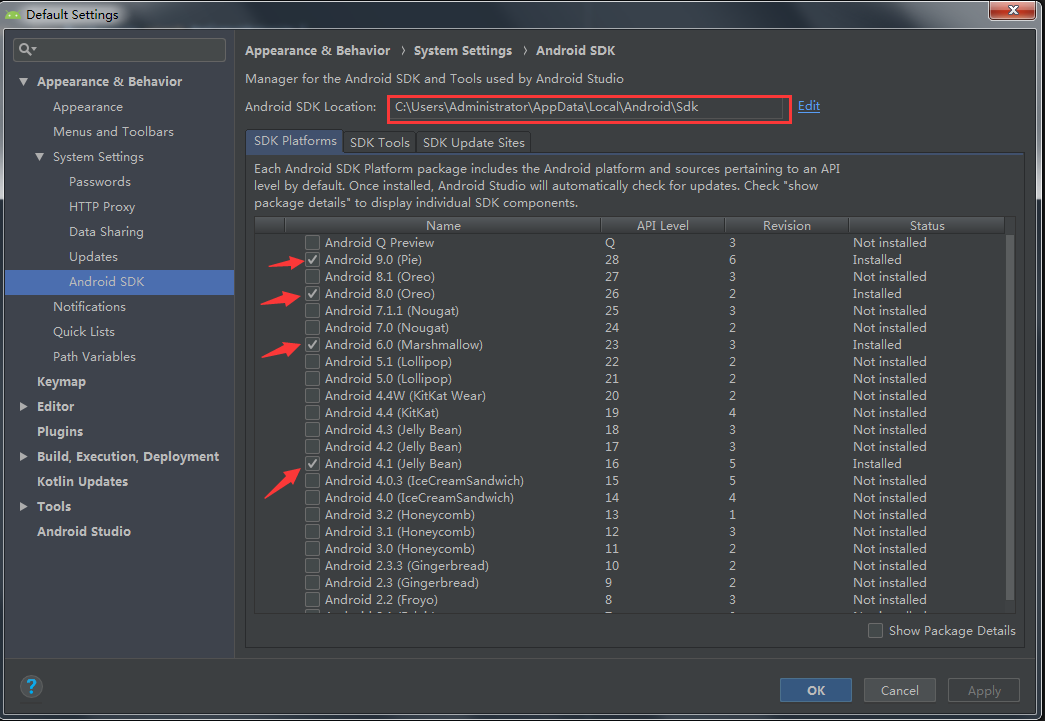 Default Settings
Appearance & Behavior
Appearance
Menus and Toolbars
System Settings
Passwords
HTTP Proxy
Data Sharing
Updates
Android SDK
Notifications
Quick Lists
Path Variables
Keymap
Editor
Plugins
Build, Execution, Deployment
Kotlin Updates
Tools
Android Studio
Appearance & Behavior › System Settings › Android SDK
Manager for the Android SDK and Tools used by Android Studio
Android SDK Location: C:\Users\Administrator\AppData\Local\Android\Sdk Edit
SDK Platforms SDK Tools SDK Update Sites
Each Android SDK Platform package includes the Android platform and sources pertaining to an API
level by default. Once installed, Android Studio will automatically check for updates. Check "show
package details" to display individual SDK components.
Name API Level Revision Status
Android Q Preview Q 3 Not installed
Android 9.0 (Pie) 28 6 Installed
Android 8.1 (Oreo) 27 3 Not installed
Android 8.0 (Oreo) 26 2 Installed
Android 7.1.1 (Nougat) 25 3 Not installed
Android 7.0 (Nougat) 24 2 Not installed
Android 6.0 (Marshmallow) 23 3 Installed
Android 5.1 (Lollipop) 22 2 Not installed
Android 5.0 (Lollipop) 21 2 Not installed
Android 4.4W (KitKat Wear) 20 2 Not installed
Android 4.4 (KitKat) 19 4 Not installed
Android 4.3 (Jelly Bean) 18 3 Not installed
Android 4.2 (Jelly Bean) 17 3 Not installed
Android 4.1 (Jelly Bean) 16 5 Installed
Android 4.0.3 (IceCreamSandwich) 15 5 Not installed
Android 4.0 (IceCreamSandwich) 14 4 Not installed
Android 3.2 (Honeycomb) 13 1 Not installed
Android 3.1 (Honeycomb) 12 3 Not installed
Android 3.0 (Honeycomb) 11 2 Not installed
Android 2.3.3 (Gingerbread) 10 2 Not installed
Android 2.3 (Gingerbread) 9 2 Not installed
Android 2.2 (Froyo) 8 3 Not installed
Show Package Details
? OK Cancel Apply